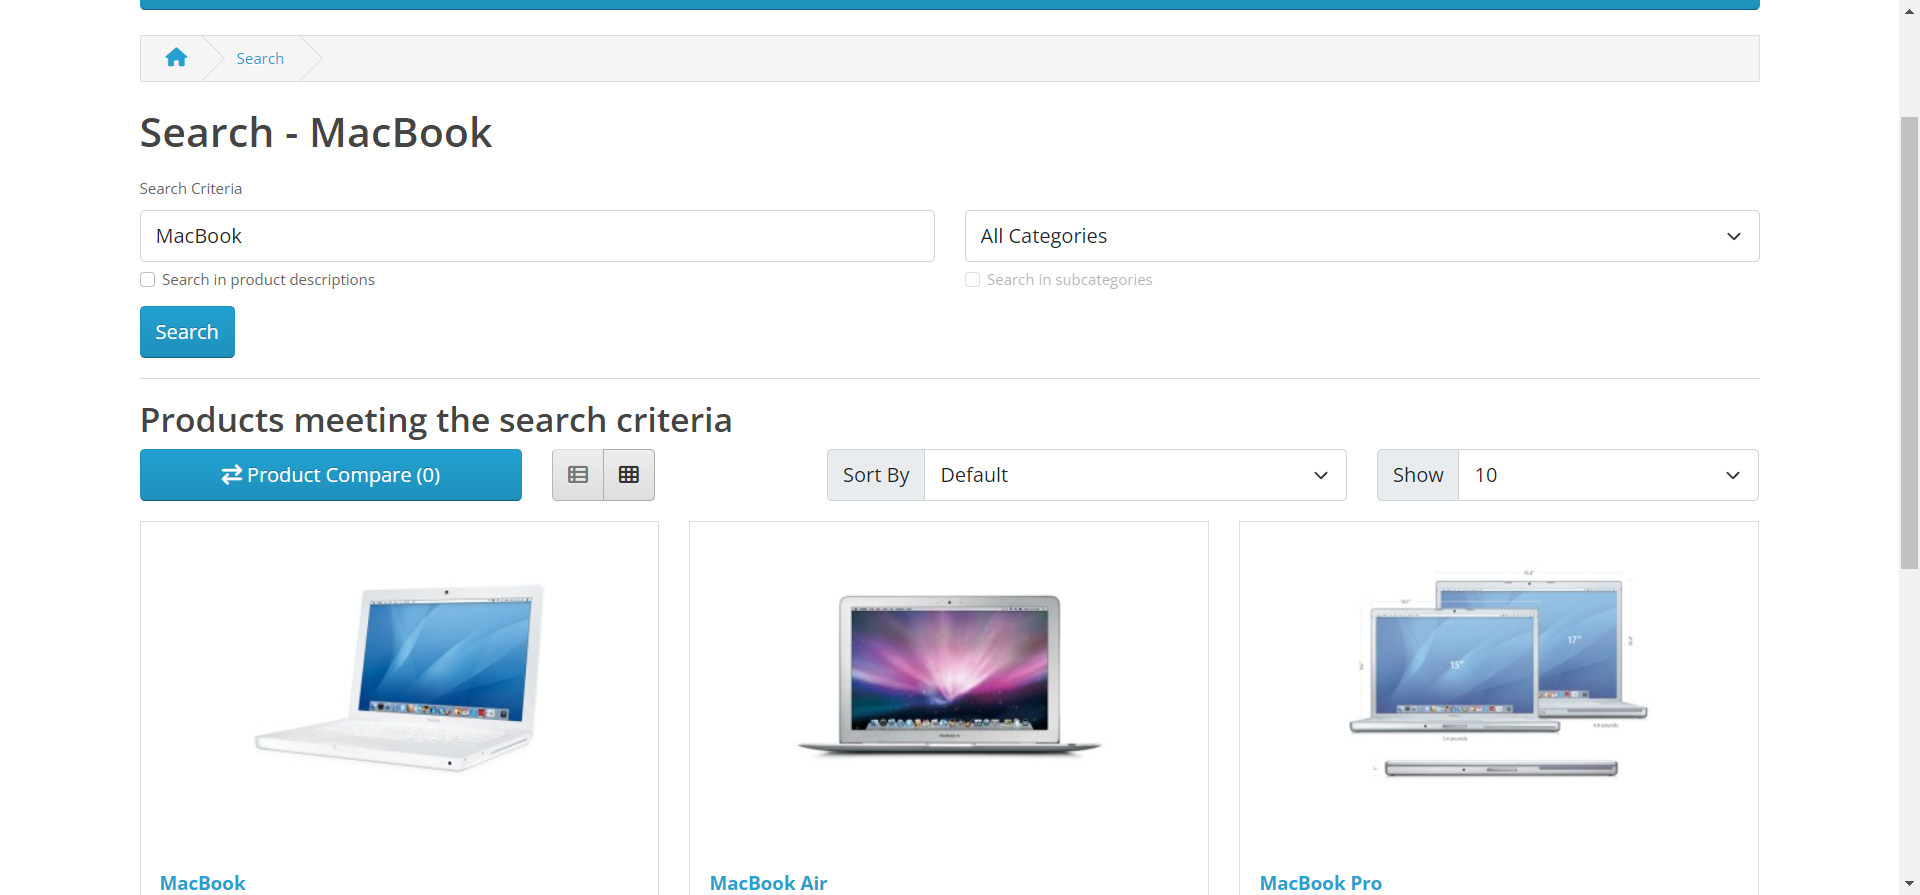 Search
Search - MacBook
Search Criteria
MacBook
All Categories
Search in product descriptions
Search in subcategories
Search
Products meeting the search criteria
Product Compare (0)
Sort By
Default
Show
10
15"
17"
MacBook
MacBook Air
MacBook Pro